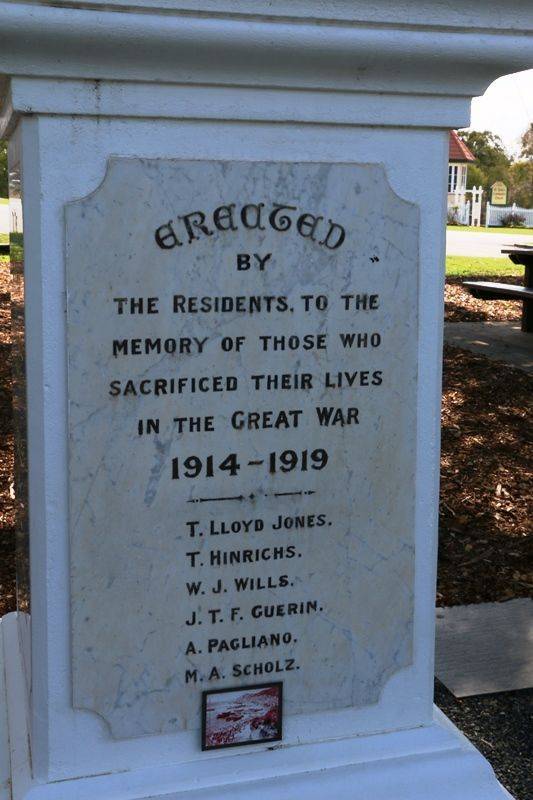 ERECTED
BY
THE RESIDENTS, TO THE
MEMORY OF THOSE WHO
SACRIFICED THEIR LIVES
IN THE GREAT WAR
1914-1919
T. LLOYD JONES.
T. HINRICHS.
W. J. WILLS.
J. T. F. GUERIN.
A. PAGLIANO.
M. A. SCHOLZ.